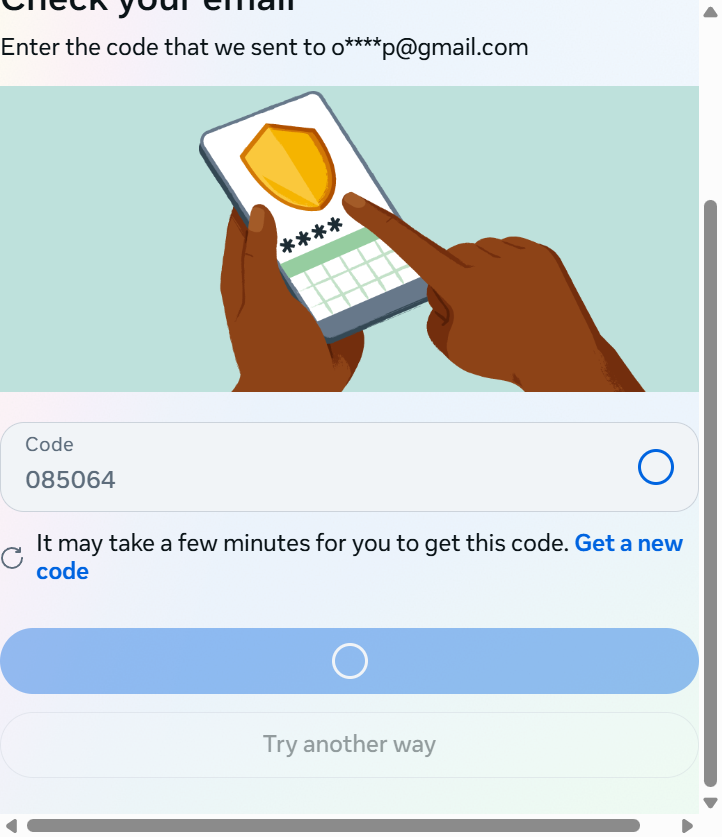 Check your email
Enter the code that we sent to o****p@gmail.com
****
Code
085064
It may take a few minutes for you to get this code. Get a new
code
Try another way